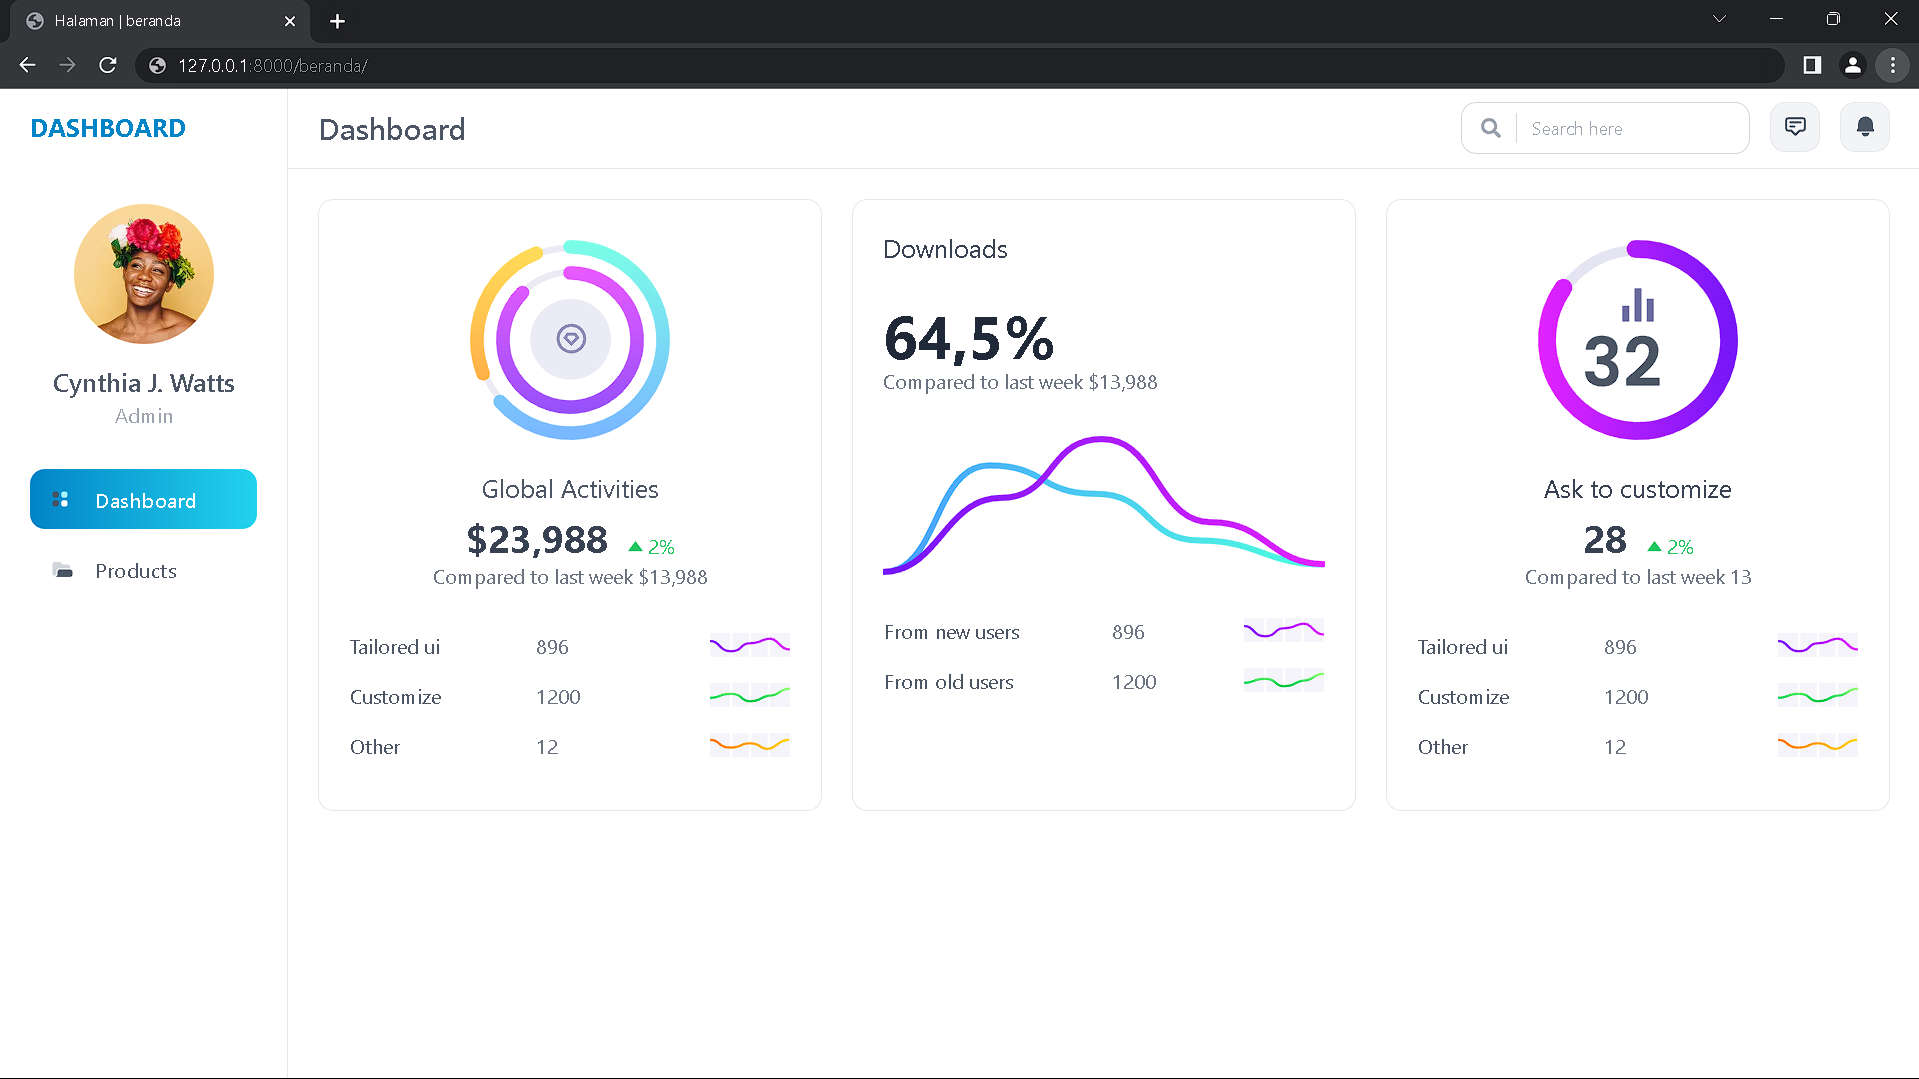 Halaman | beranda
127.0.0.1:8000/beranda/
DASHBOARD
Dashboard
Search here
Cynthia J. Watts
Admin
Dashboard
Products
Global Activities
$23,988 2%
Compared to last week $13,988
Tailored ui 896
Customize 1200
Other 12
Downloads
64,5%
Compared to last week $13,988
From new users 896
From old users 1200
32
Ask to customize
28 2%
Compared to last week 13
Tailored ui 896
Customize 1200
Other 12